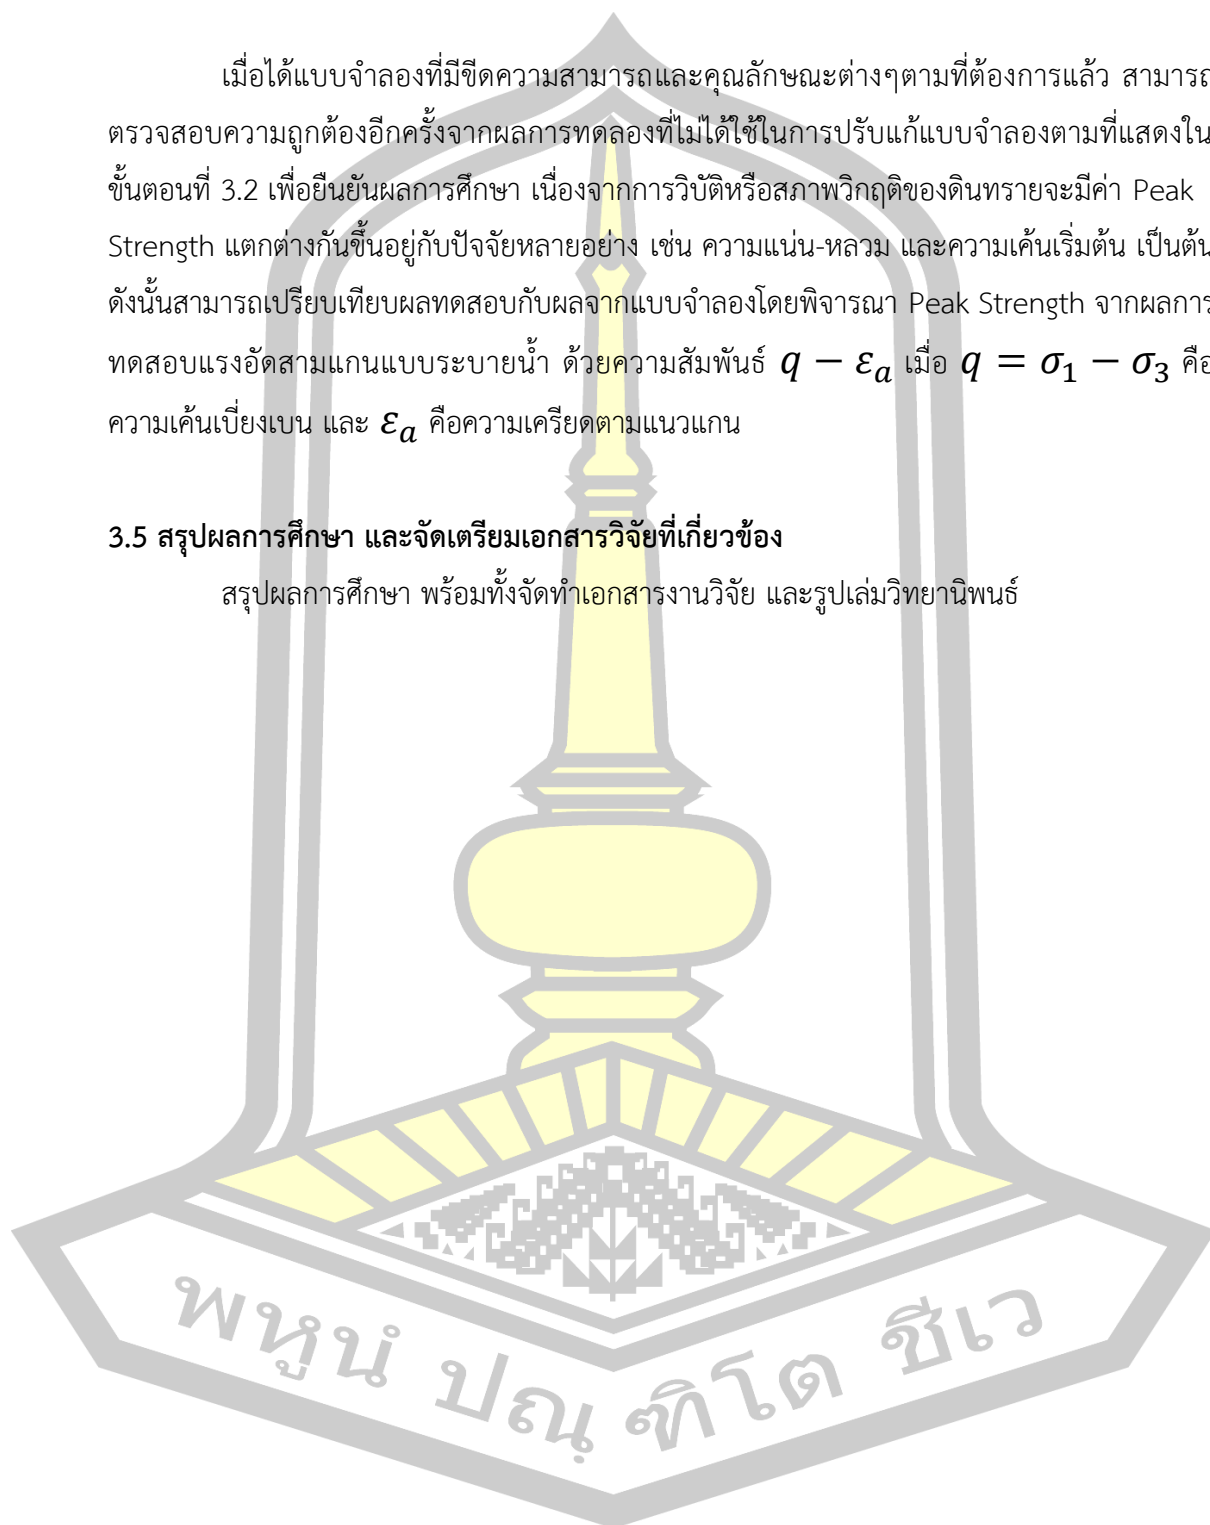 เมื่อได้แบบจำลองที่มีขีดความสามารถและคุณลักษณะต่างๆตามที่ต้องการแล้ว สามารถ
ตรวจสอบความถูกต้องอีกครั้งจากผลการทดลองที่ไม่ได้ใช้ในการปรับแก้แบบจำลองตามที่แสดงใน
ขั้นตอนที่ 3.2 เพื่อยืนยันผลการศึกษา เนื่องจากการวิบัติหรือสภาพวิกฤติของดินทรายจะมีค่า Peak
Strength แตกต่างกันขึ้นอยู่กับปัจจัยหลายอย่าง เช่น ความแน่น-หลวม และความเค้นเริ่มต้น เป็นต้น
ดังนั้นสามารถเปรียบเทียบผลทดสอบกับผลจากแบบจำลองโดยพิจารณา Peak Strength จากผลการ
ทดสอบแรงอัดสามแกนแบบระบายน้ำ ด้วยความสัมพันธ์ q − εₐ เมื่อ q = σ₁ − σ₃ คือ
ความเค้นเบี่ยงเบน และ εₐ คือความเครียดตามแนวแกน
3.5 สรุปผลการศึกษา และจัดเตรียมเอกสารวิจัยที่เกี่ยวข้อง
สรุปผลการศึกษา พร้อมทั้งจัดทำเอกสารงานวิจัย และรูปเล่มวิทยานิพนธ์
พหูนํ ปณฺ ฑิโต ชีเว